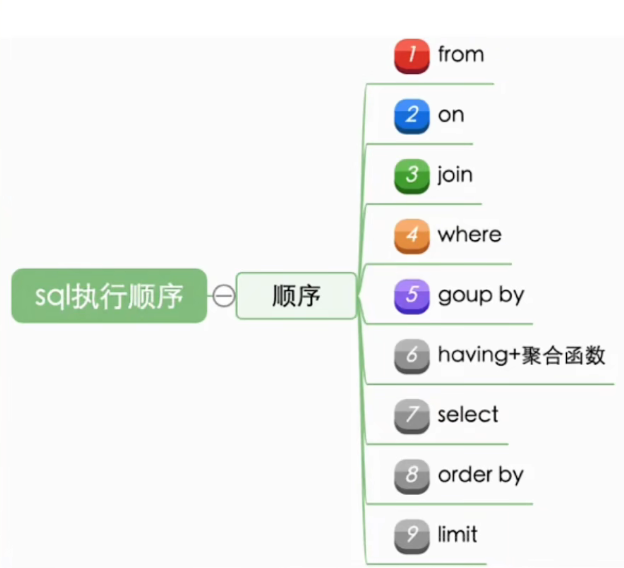 sql执行顺序
顺序
1 from
2 on
3 join
4 where
5 goup by
6 having+聚合函数
7 select
8 order by
9 limit